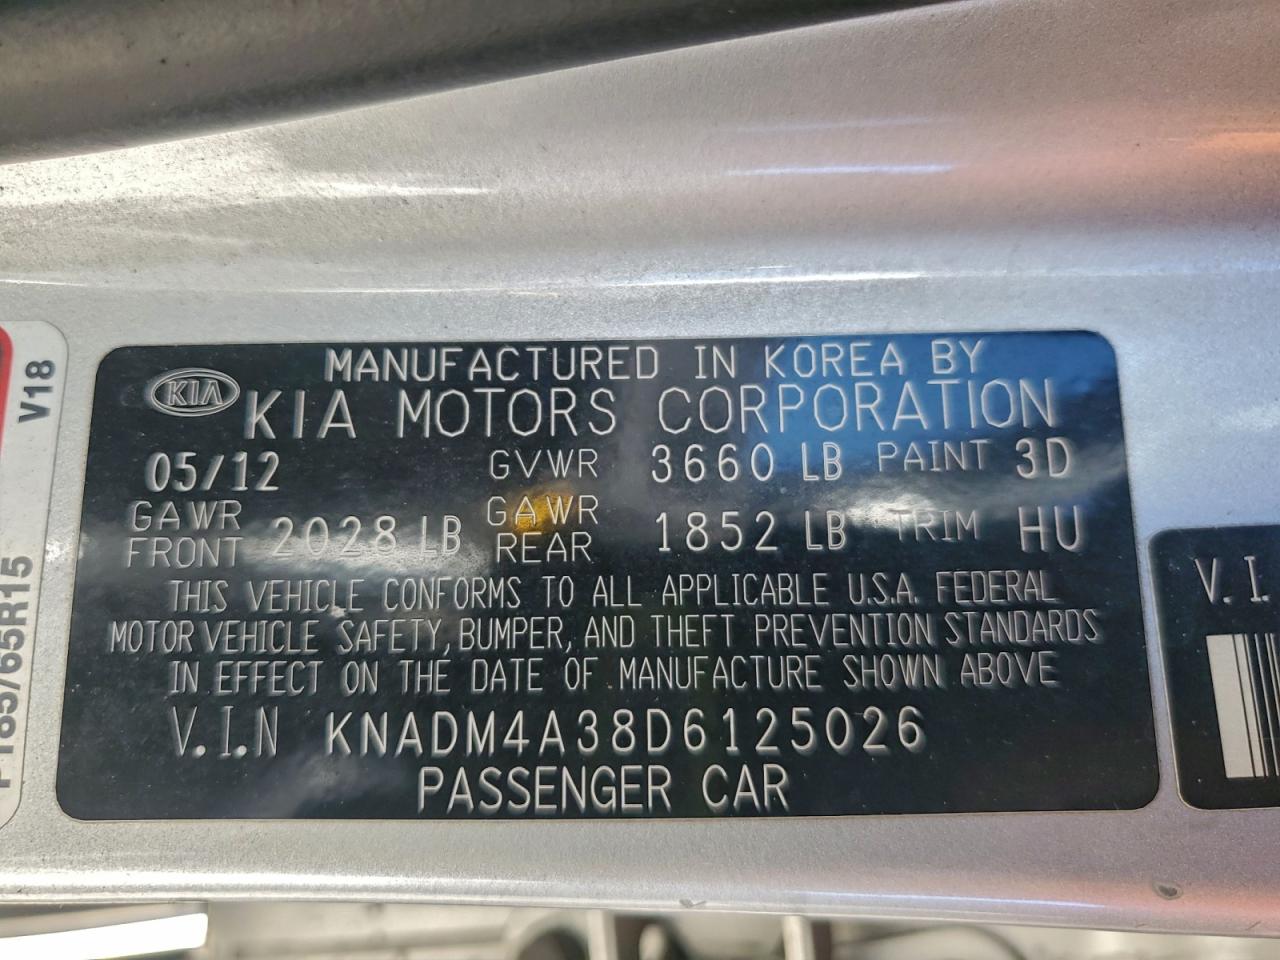 MANUFACTURED IN KOREA BY
KIA
KIA MOTORS CORPORATION
05/12 GVWR 3660 LB PAINT 3D
GAWR FRONT 2028 LB GAWR REAR 1852 LB TRIM HU
THIS VEHICLE CONFORMS TO ALL APPLICABLE U.S.A. FEDERAL
MOTOR VEHICLE SAFETY, BUMPER, AND THEFT PREVENTION STANDARDS
IN EFFECT ON THE DATE OF MANUFACTURE SHOWN ABOVE
V.I.N KNADM4A38D6125026
PASSENGER CAR
V18
P185/65R15
V.I.